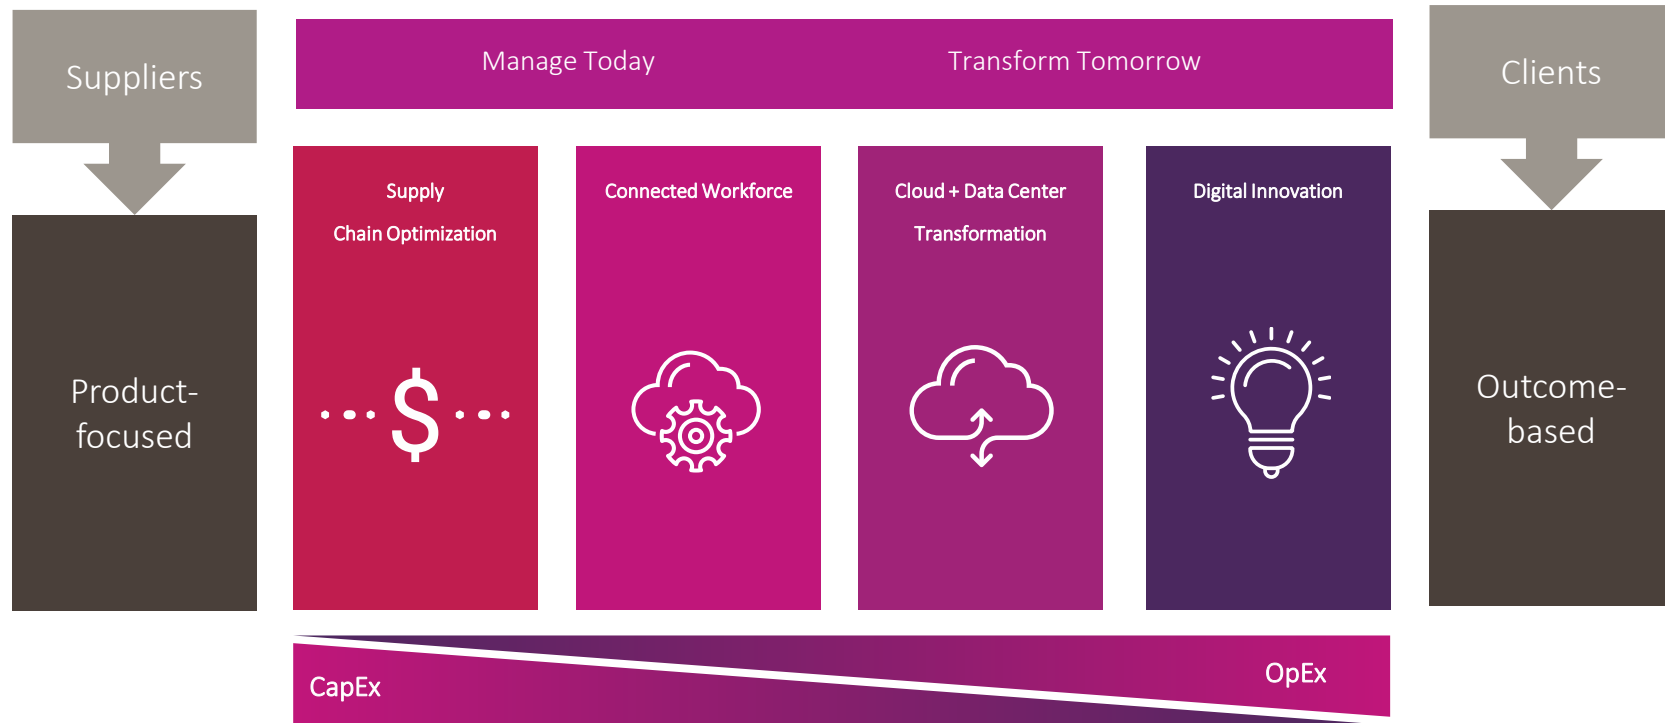 Suppliers
Product-
focused
Manage Today
Transform Tomorrow
Supply
Chain Optimization
$
Connected Workforce
Cloud + Data Center
Transformation
Digital Innovation
CapEx
OpEx
Clients
Outcome-
based